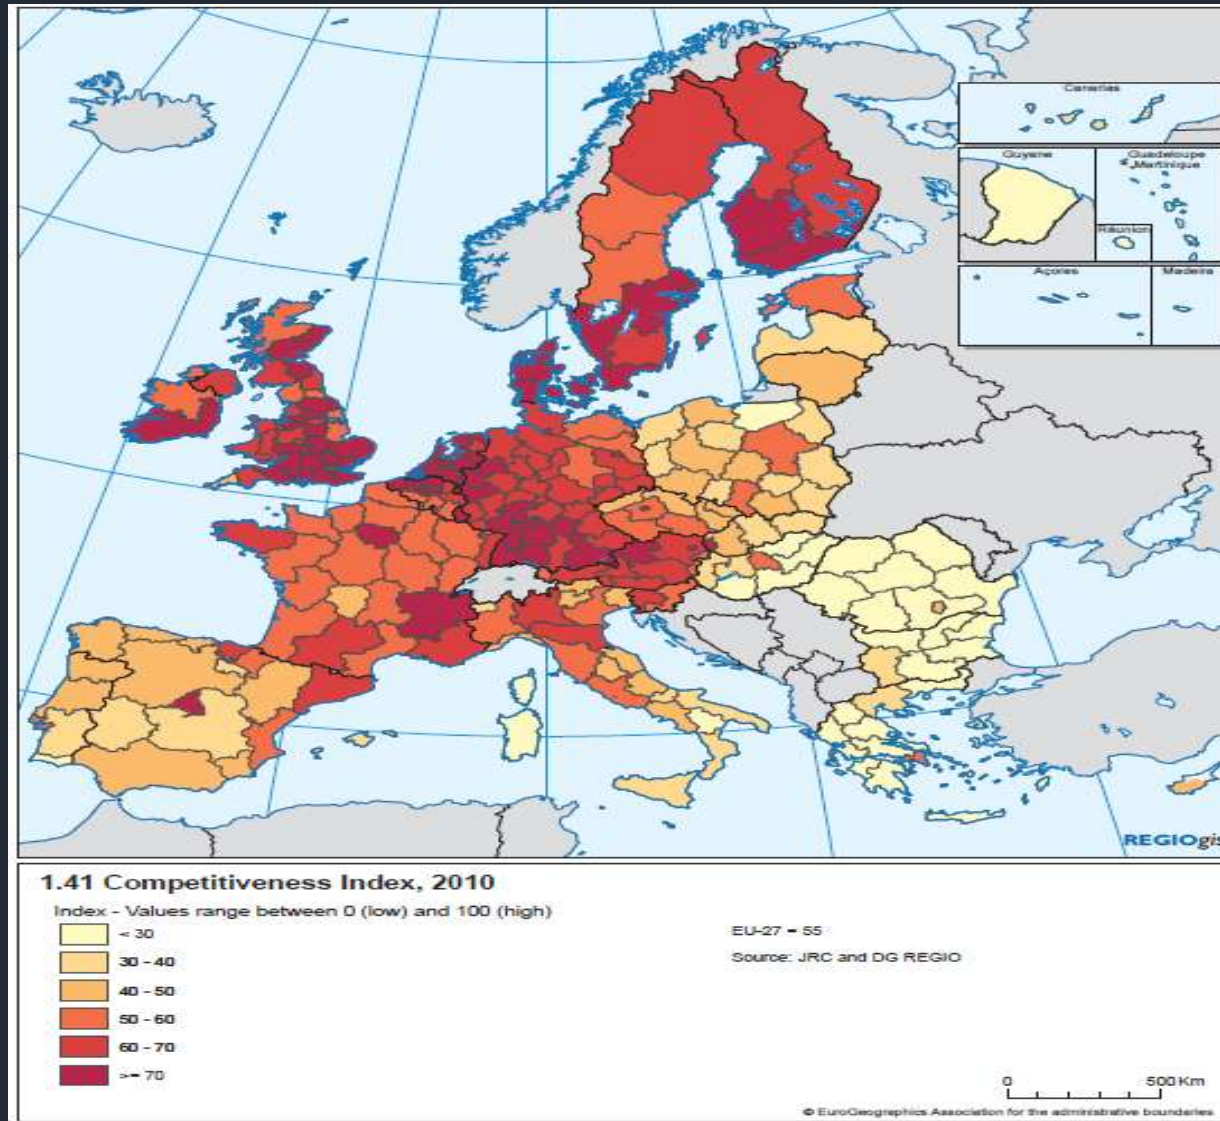 Canarias
Guyane
Guadeloupe
Martinique
Réunion
Açores
Madeira
REGIOgis
1.41 Competitiveness Index, 2010
Index - Values range between 0 (low) and 100 (high)
< 30
30 - 40
40 - 50
50 - 60
60 - 70
>= 70
EU-27 = 55
Source: JRC and DG REGIO
0 500 Km
© EuroGeographics Association for the administrative boundaries